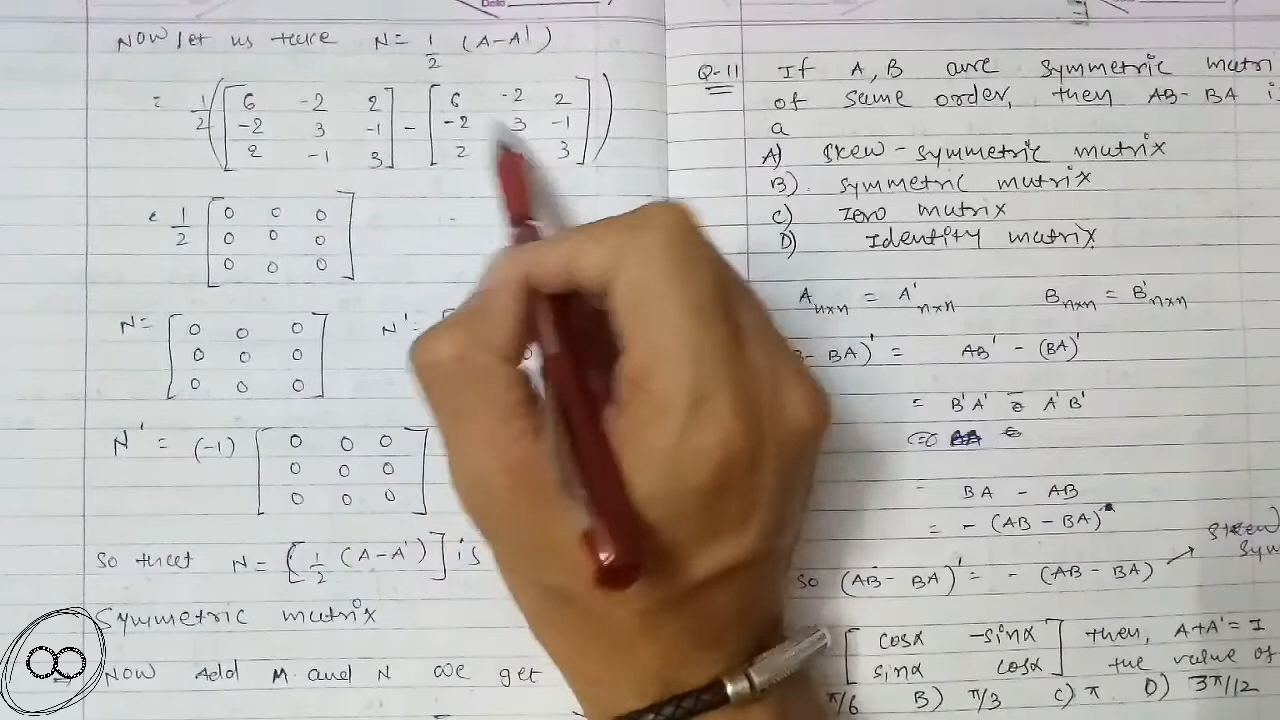 Now let us take N = 1/2 (A-A')
= 1/2 ( [ 6 -2 2
-2 3 -1
2 -1 3 ] - [ 6 -2 2
-2 3 -1
2 3 ] )
= 1/2 [ 0 0 0
0 0 0
0 0 0 ]
N = [ 0 0 0
0 0 0
0 0 0 ] N' =
N' = (-1) [ 0 0 0
0 0 0
0 0 0 ]
So that N = [ 1/2 (A-A') ] is
Symmetric matrix
Now Add M and N we get
Q-11 If A, B are symmetric matri
of same order, then AB-BA i
a
A) skew-symmetric matrix
B) symmetric matrix
C) Zero matrix
D) Identity matrix
A n×n = A' n×n B n×n = B' n×n
B- BA)' = AB' - (BA)'
= B'A' - A'B'
= BA - AB
= - (AB - BA)
So (AB - BA)' = - (AB - BA) → Skew
Sym
[ cosα -sinα
sinα cosα ] then, A+A' = I
the value of
π/6 B) π/3 C) π D) 3π/12